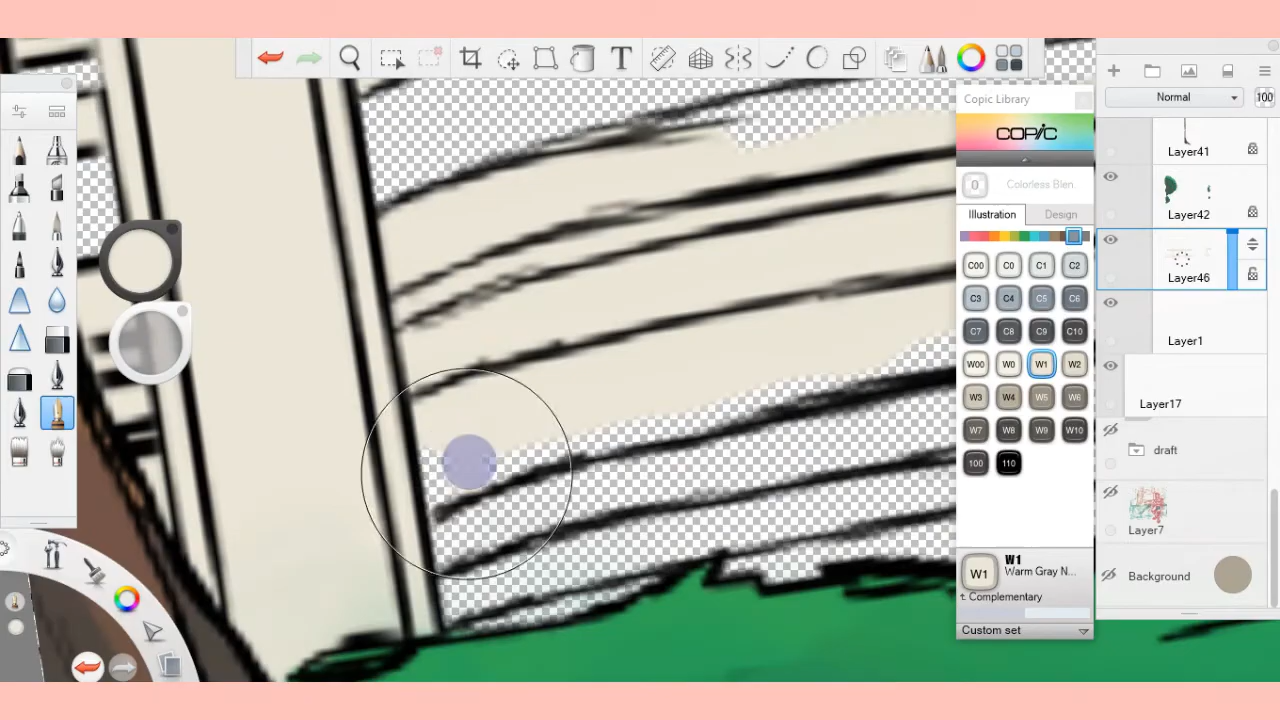 T
Copic Library
COPIC
0 Colorless Blen
Illustration Design
C00 C0 C1 C2
C3 C4 C5 C6
C7 C8 C9 C10
W00 W0 W1 W2
W3 W4 W5 W6
W7 W8 W9 W10
100 110
W1 W1
Warm Gray N...
: Complementary
Custom set
Normal 100
Layer41
Layer42
Layer46
Layer1
Layer17
draft
Layer7
Background